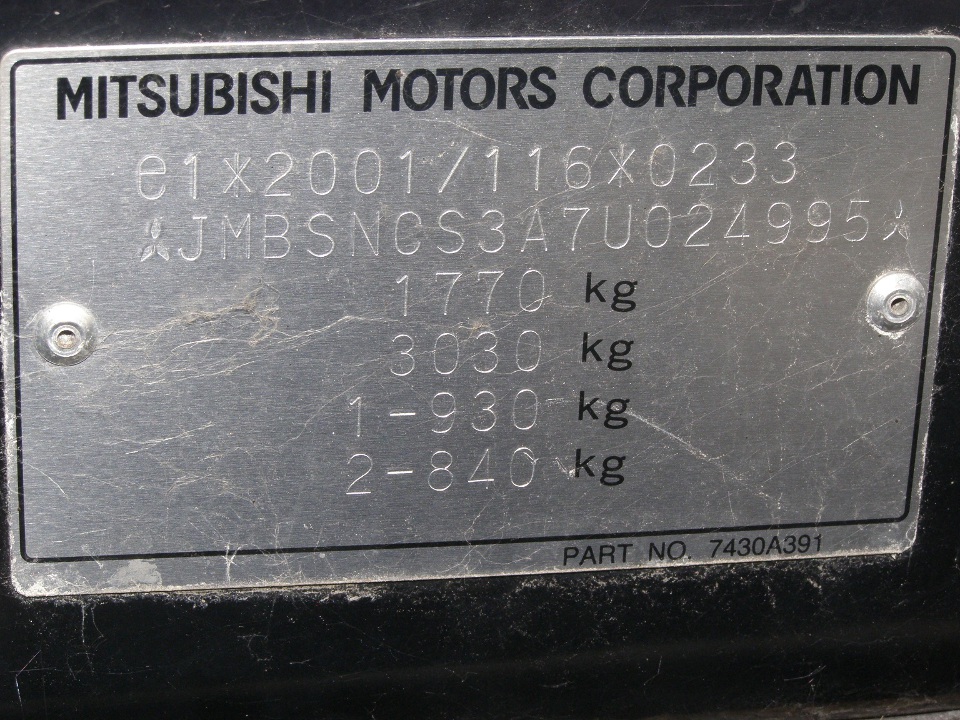 MITSUBISHI MOTORS CORPORATION
e1*2001/116*0233
JMBSNCS3A7U024995
1770 kg
3030 kg
1-930 kg
2-840 kg
PART NO. 7430A391